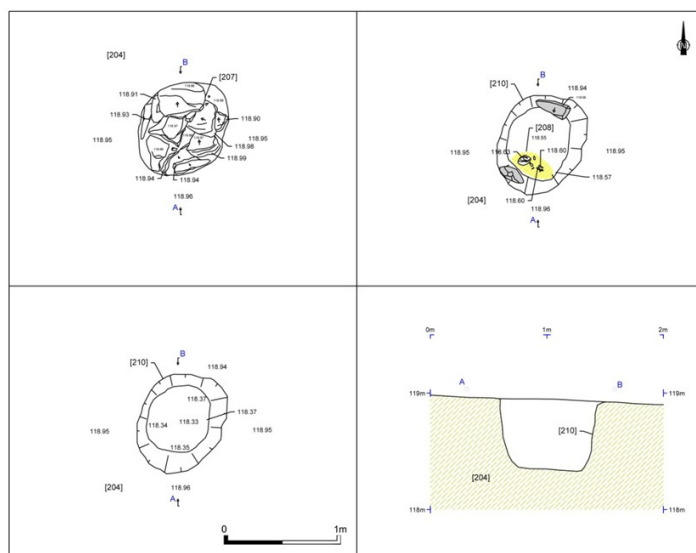 [204]
B
[207]
118.91
118.93
118.90
118.95
118.95
118.98
118.99
118.94
118.94
118.96
A
N
B
[210]
118.94
[208]
118.55
118.60
118.95
118.95
118.57
[204]
118.60
118.96
A
B
[210]
118.94
118.37
118.37
118.34
118.33
118.95
118.95
118.35
118.96
[204]
A
0
1m
0m
1m
2m
A
B
119m
119m
[210]
[204]
118m
118m